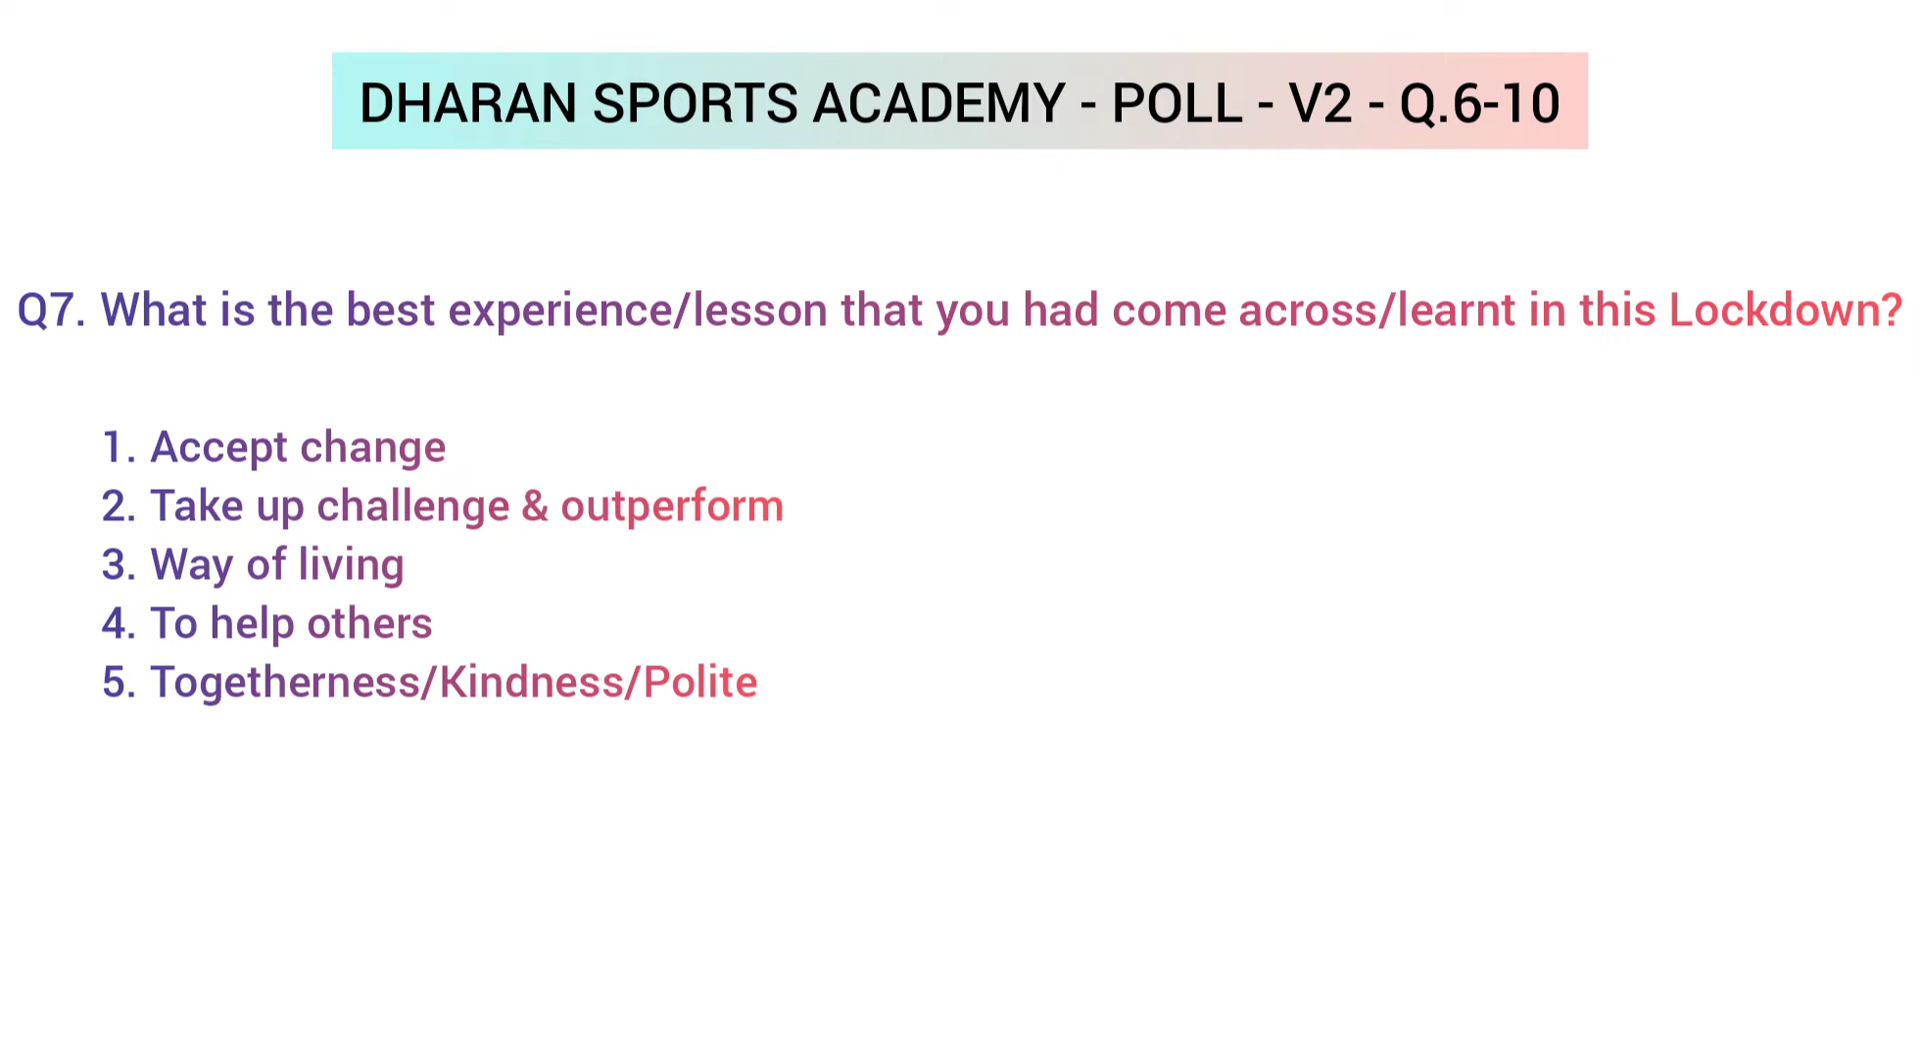 DHARAN SPORTS ACADEMY - POLL - V2 - Q.6-10
Q7. What is the best experience/lesson that you had come across/learnt in this Lockdown?
1. Accept change
2. Take up challenge & outperform
3. Way of living
4. To help others
5. Togetherness/Kindness/Polite